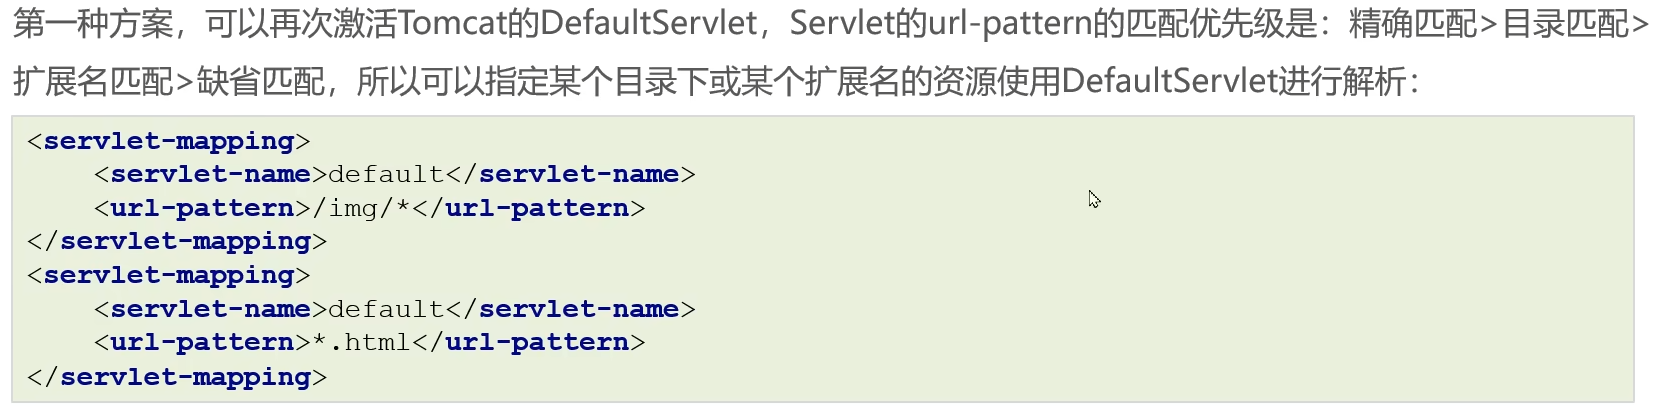 第一种方案，可以再次激活Tomcat的DefaultServlet，Servlet的url-pattern的匹配优先级是：精确匹配>目录匹配>
扩展名匹配>缺省匹配，所以可以指定某个目录下或某个扩展名的资源使用DefaultServlet进行解析：
<servlet-mapping>
    <servlet-name>default</servlet-name>
    <url-pattern>/img/*</url-pattern>
</servlet-mapping>
<servlet-mapping>
    <servlet-name>default</servlet-name>
    <url-pattern>*.html</url-pattern>
</servlet-mapping>